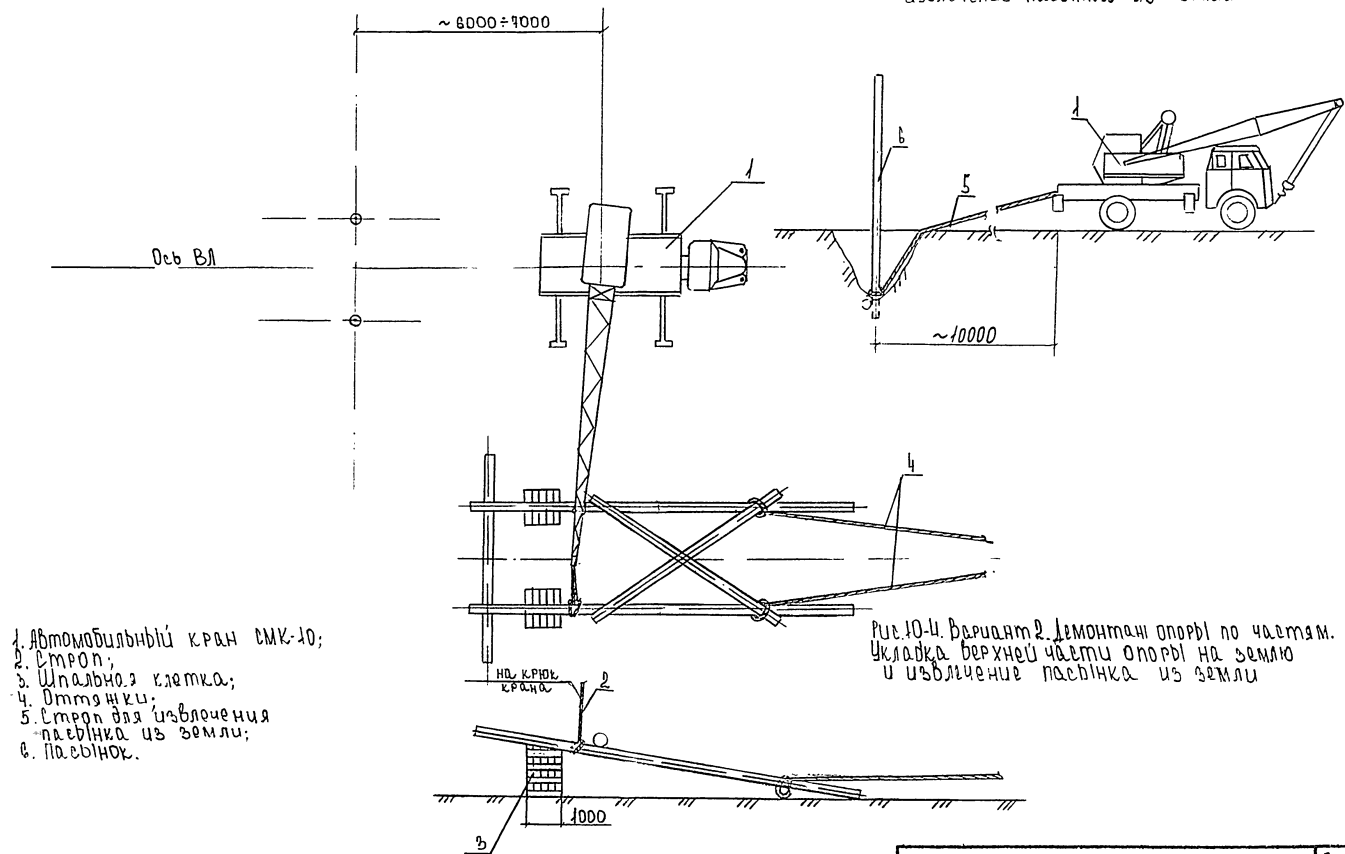 ~ 6000÷7000
1
Ось ВЛ
6
1
5
~10000
4
1. Автомобильный кран СМК-10;
2. Строп;
3. Шпальная клетка;
4. Оттяжки;
5. Строп для извлечения
пасынка из земли;
6. Пасынок.
Рис.10-4. Вариант 2. Демонтаж опоры по частям.
Укладка верхней части опоры на землю
и извлечение пасынка из земли
на крюк
крана
2
1000
3